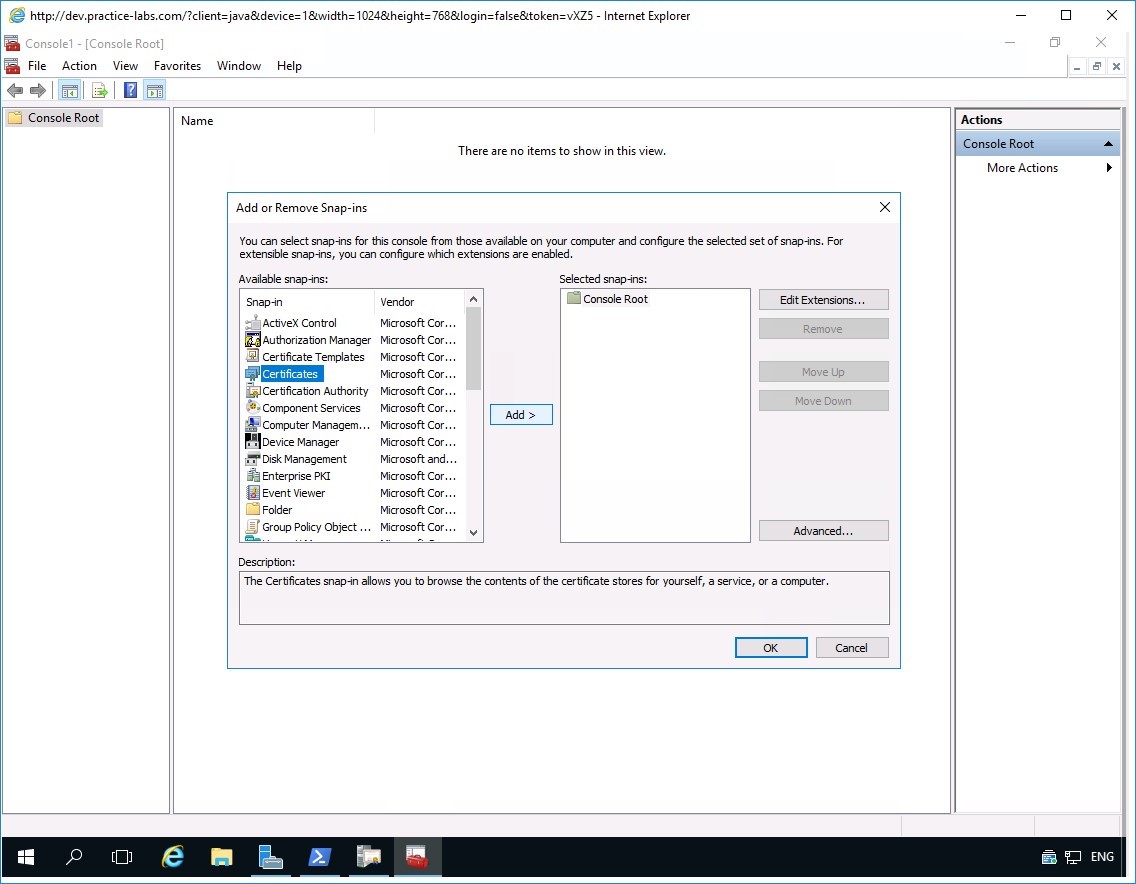 http://dev.practice-labs.com/?client=java&device=1&width=1024&height=768&login=false&token=vXZ5 - Internet Explorer
Console1 - [Console Root]
File Action View Favorites Window Help
Console Root
Name
There are no items to show in this view.
Actions
Console Root
More Actions
Add or Remove Snap-ins
You can select snap-ins for this console from those available on your computer and configure the selected set of snap-ins. For
extensible snap-ins, you can configure which extensions are enabled.
Available snap-ins:
Snap-in Vendor
ActiveX Control Microsoft Cor...
Authorization Manager Microsoft Cor...
Certificate Templates Microsoft Cor...
Certificates Microsoft Cor...
Certification Authority Microsoft Cor...
Component Services Microsoft Cor...
Computer Managem... Microsoft Cor...
Device Manager Microsoft Cor...
Disk Management Microsoft and...
Enterprise PKI Microsoft Cor...
Event Viewer Microsoft Cor...
Folder Microsoft Cor...
Group Policy Object ... Microsoft Cor...
Add >
Selected snap-ins:
Console Root
Edit Extensions...
Remove
Move Up
Move Down
Advanced...
Description:
The Certificates snap-in allows you to browse the contents of the certificate stores for yourself, a service, or a computer.
OK
Cancel
ENG